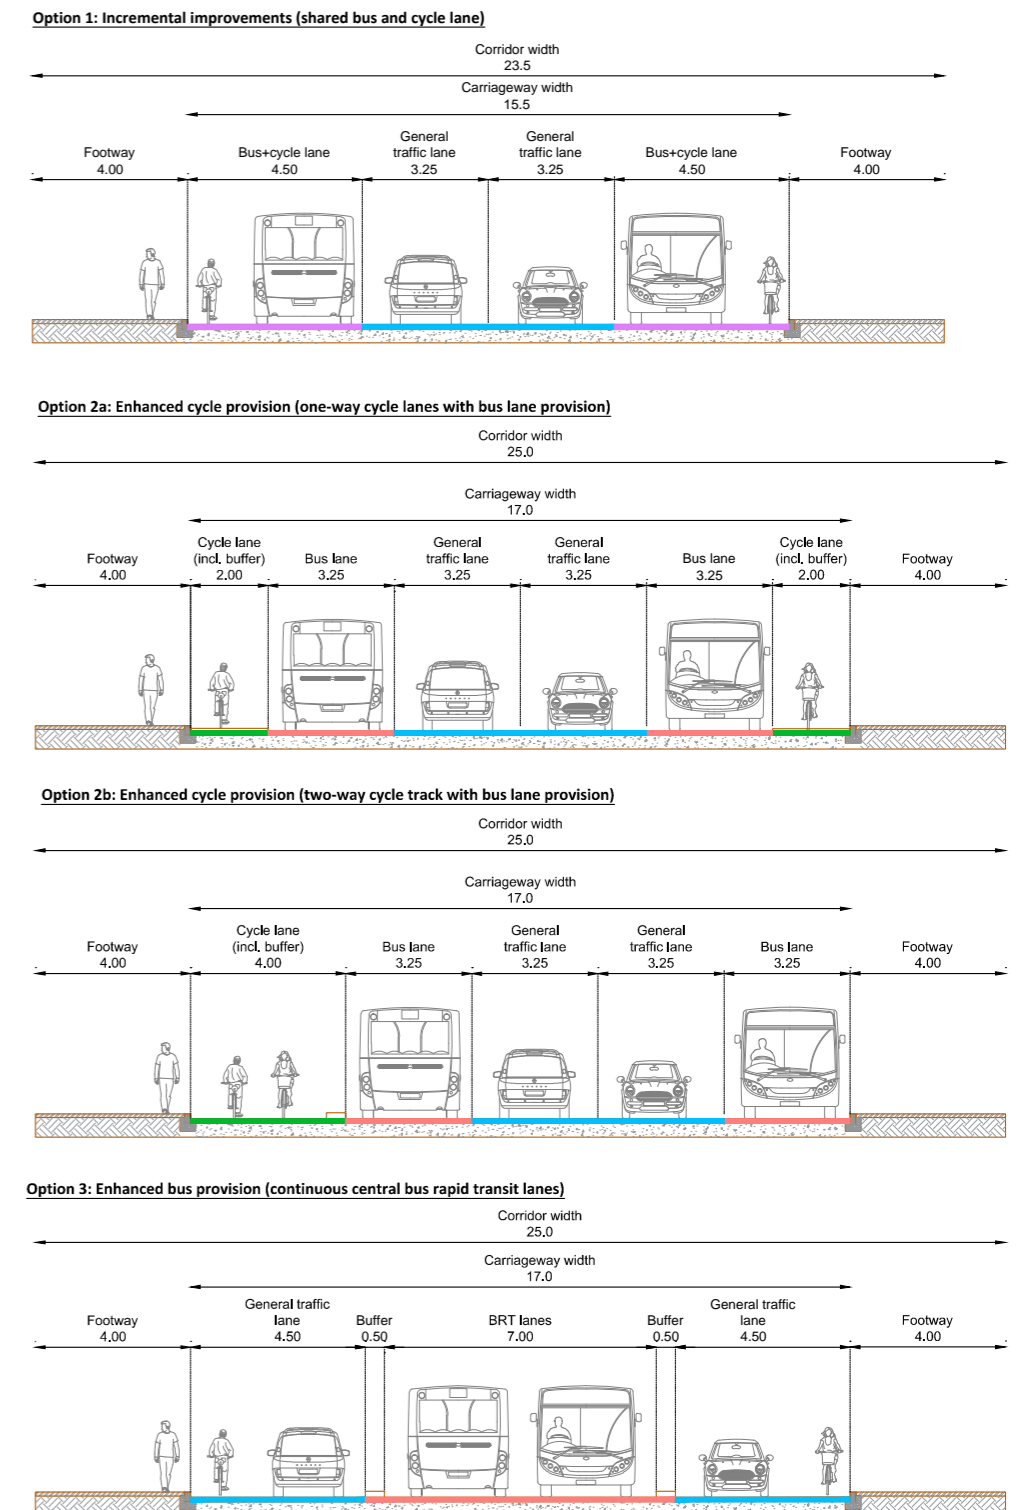 Option 1: Incremental improvements (shared bus and cycle lane)
Corridor width
23.5
Carriageway width
15.5
Footway
4.00
Bus+cycle lane
4.50
General
traffic lane
3.25
General
traffic lane
3.25
Bus+cycle lane
4.50
Footway
4.00
Option 2a: Enhanced cycle provision (one-way cycle lanes with bus lane provision)
Corridor width
25.0
Carriageway width
17.0
Footway
4.00
Cycle lane
(incl. buffer)
2.00
Bus lane
3.25
General
traffic lane
3.25
General
traffic lane
3.25
Bus lane
3.25
Cycle lane
(incl. buffer)
2.00
Footway
4.00
Option 2b: Enhanced cycle provision (two-way cycle track with bus lane provision)
Corridor width
25.0
Carriageway width
17.0
Footway
4.00
Cycle lane
(incl. buffer)
4.00
Bus lane
3.25
General
traffic lane
3.25
General
traffic lane
3.25
Bus lane
3.25
Footway
4.00
Option 3: Enhanced bus provision (continuous central bus rapid transit lanes)
Corridor width
25.0
Carriageway width
17.0
Footway
4.00
General traffic
lane
4.50
Buffer
0.50
BRT lanes
7.00
Buffer
0.50
General traffic
lane
4.50
Footway
4.00